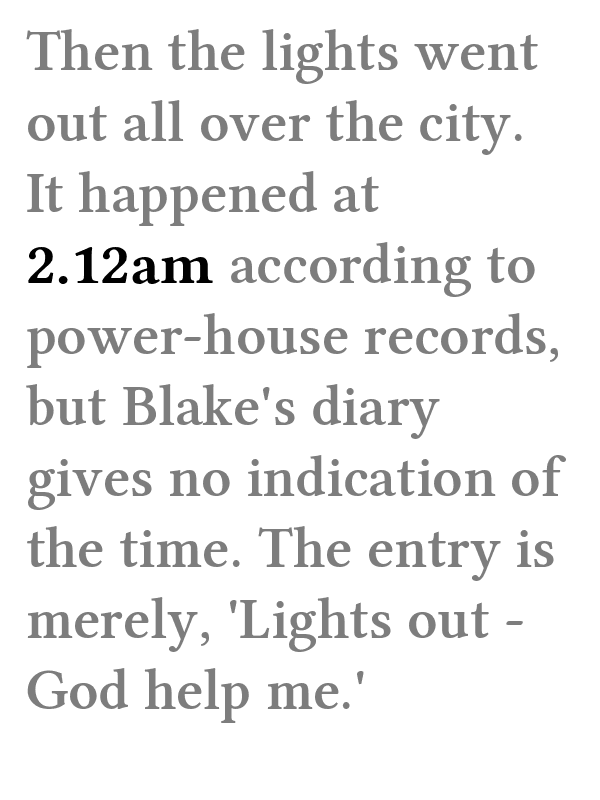 Then the lights went
out all over the city.
It happened at
2.12am according to
power-house records,
but Blake's diary
gives no indication of
the time. The entry is
merely, 'Lights out -
God help me.'